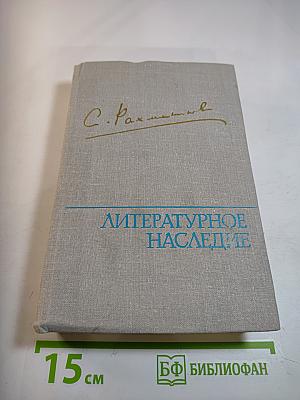 С. Рахманинов
ЛИТЕРАТУРНОЕ
НАСЛЕДИЕ
15 см
БФ БИБЛИОФАН